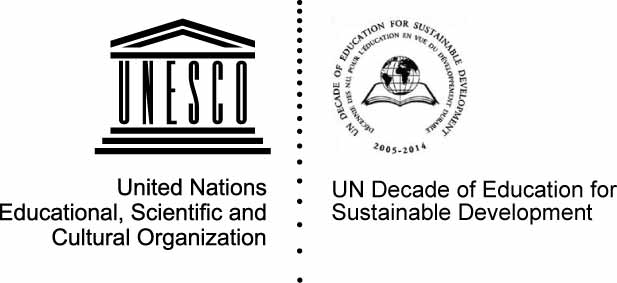 UNESCO
United Nations
Educational, Scientific and
Cultural Organization
UN DECADE OF EDUCATION FOR SUSTAINABLE DEVELOPMENT
DÉCENNIE DES N.U. POUR L'ÉDUCATION EN VUE DU DÉVELOPPEMENT DURABLE
2005-2014
UN Decade of Education for
Sustainable Development